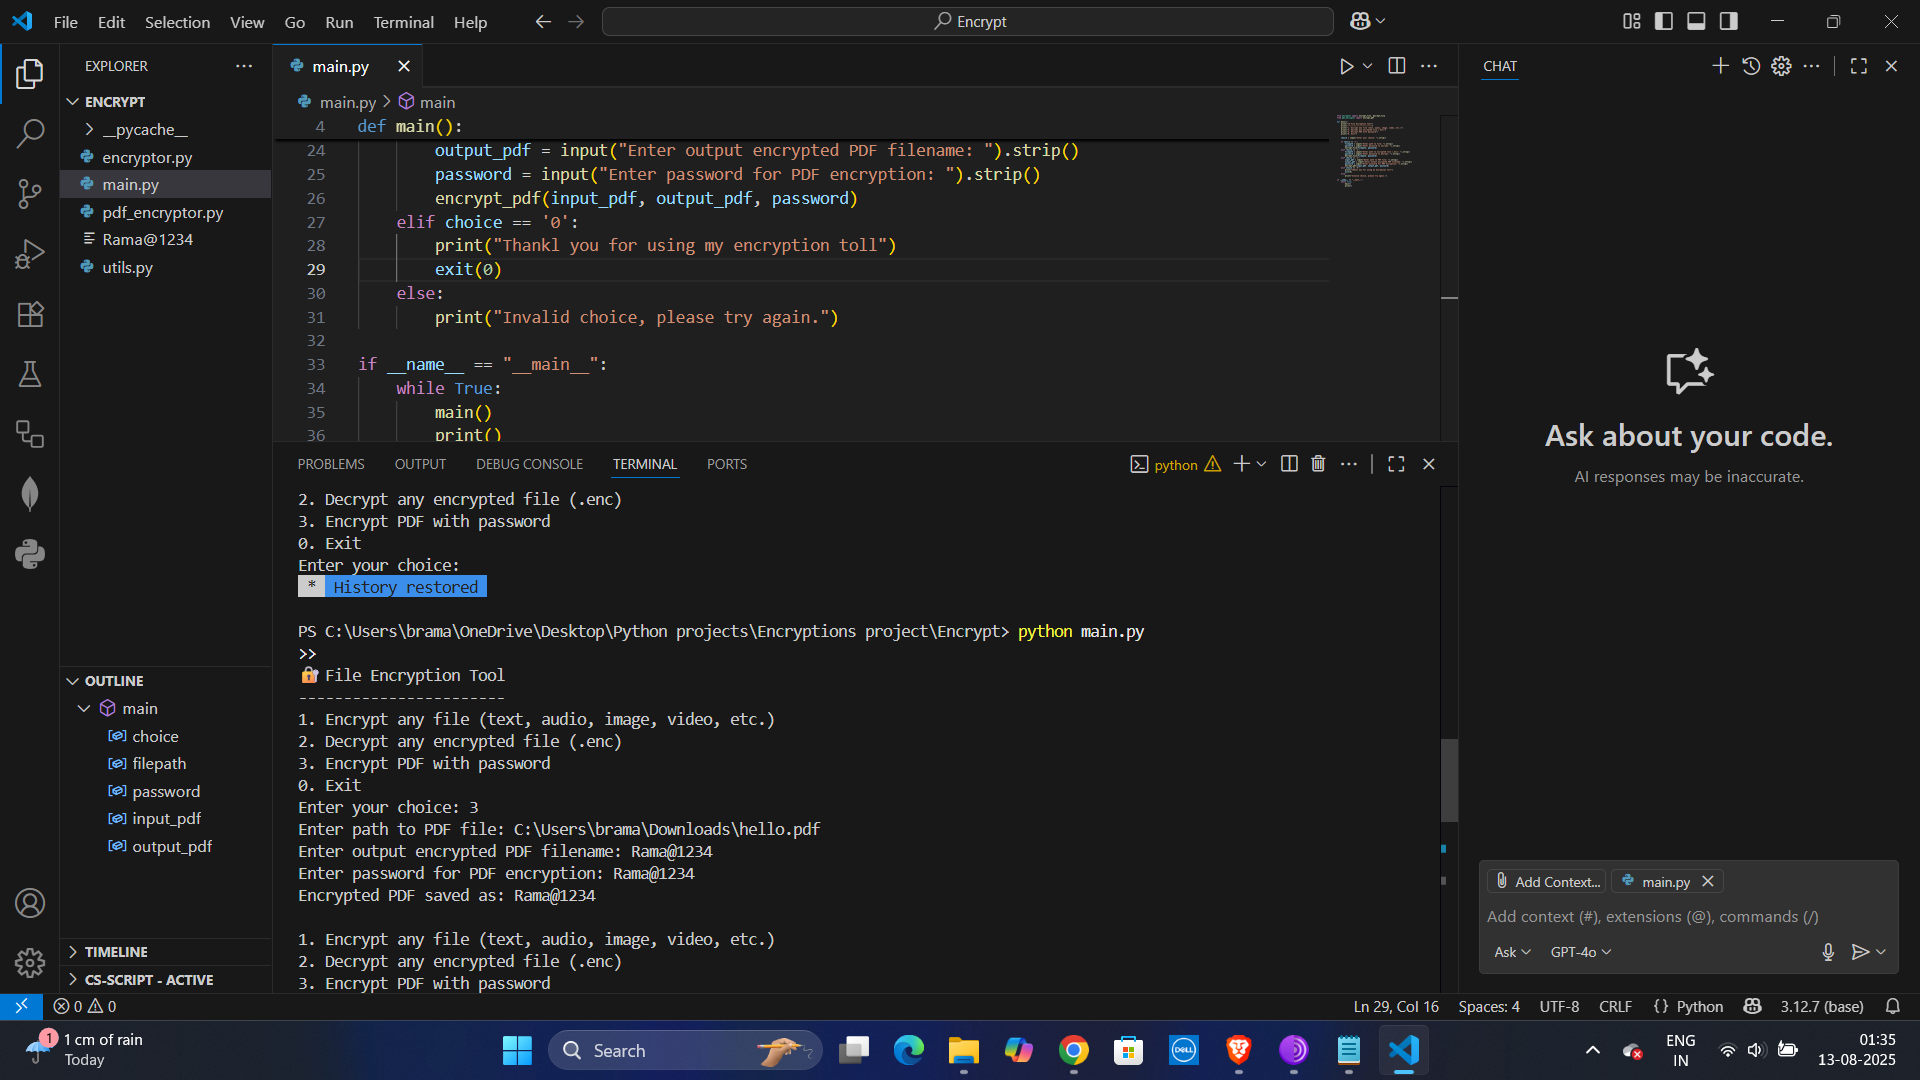 File Edit Selection View Go Run Terminal Help
Encrypt
EXPLORER
ENCRYPT
__pycache__
encryptor.py
main.py
pdf_encryptor.py
Rama@1234
utils.py
OUTLINE
main
choice
filepath
password
input_pdf
output_pdf
TIMELINE
CS-SCRIPT - ACTIVE
main.py
main.py > main
4 def main():
24 output_pdf = input("Enter output encrypted PDF filename: ").strip()
25 password = input("Enter password for PDF encryption: ").strip()
26 encrypt_pdf(input_pdf, output_pdf, password)
27 elif choice == '0':
28 print("Thankl you for using my encryption toll")
29 exit(0)
30 else:
31 print("Invalid choice, please try again.")
32
33 if __name__ == "__main__":
34 while True:
35 main()
36 print()
PROBLEMS OUTPUT DEBUG CONSOLE TERMINAL PORTS
python
2. Decrypt any encrypted file (.enc)
3. Encrypt PDF with password
0. Exit
Enter your choice:
* History restored
PS C:\Users\brama\OneDrive\Desktop\Python projects\Encryptions project\Encrypt> python main.py
>>
File Encryption Tool
-----------------------
1. Encrypt any file (text, audio, image, video, etc.)
2. Decrypt any encrypted file (.enc)
3. Encrypt PDF with password
0. Exit
Enter your choice: 3
Enter path to PDF file: C:\Users\brama\Downloads\hello.pdf
Enter output encrypted PDF filename: Rama@1234
Enter password for PDF encryption: Rama@1234
Encrypted PDF saved as: Rama@1234
1. Encrypt any file (text, audio, image, video, etc.)
2. Decrypt any encrypted file (.enc)
3. Encrypt PDF with password
CHAT
Ask about your code.
AI responses may be inaccurate.
Add Context... main.py
Add context (#), extensions (@), commands (/)
Ask GPT-4o
0 0
Ln 29, Col 16 Spaces: 4 UTF-8 CRLF {} Python 3.12.7 (base)
1
1 cm of rain
Today
Search
DELL
ENG
IN
01:35
13-08-2025